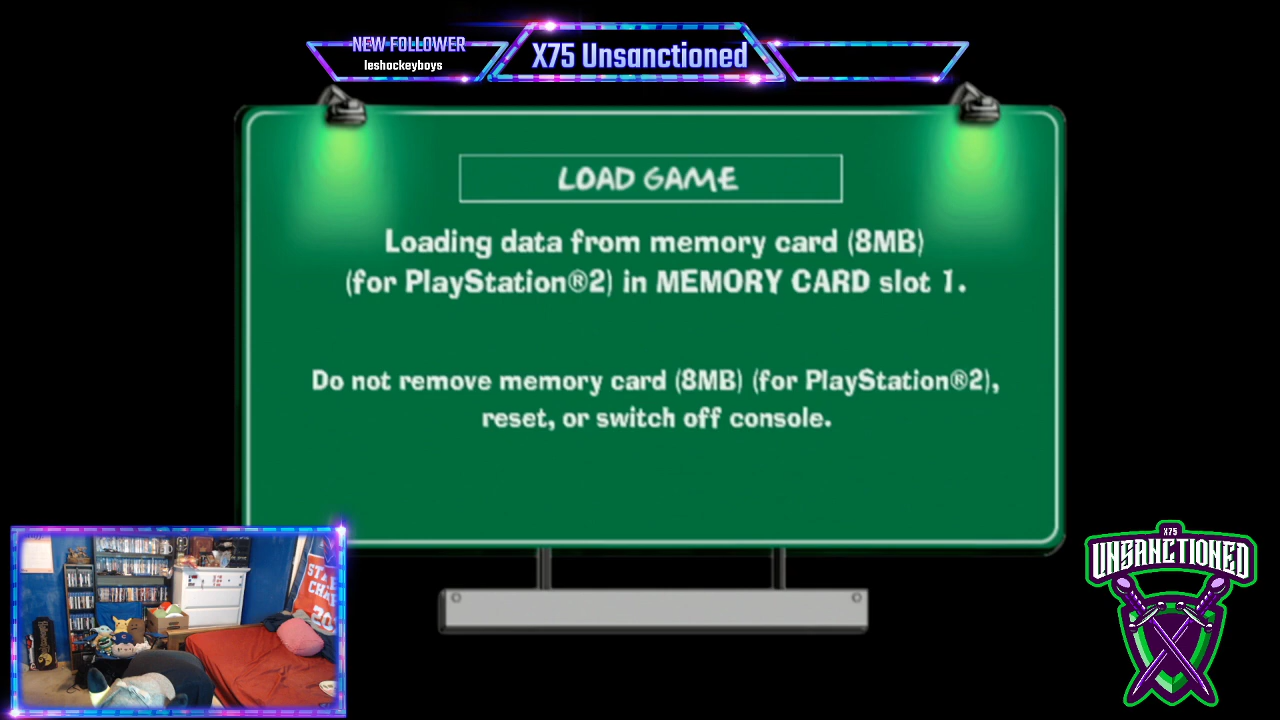 NEW FOLLOWER
leshockeyboys
X75 Unsanctioned
LOAD GAME
Loading data from memory card (8MB)
(for PlayStation®2) in MEMORY CARD slot 1.
Do not remove memory card (8MB) (for PlayStation®2),
reset, or switch off console.
X75
UNSANCTIONED
20